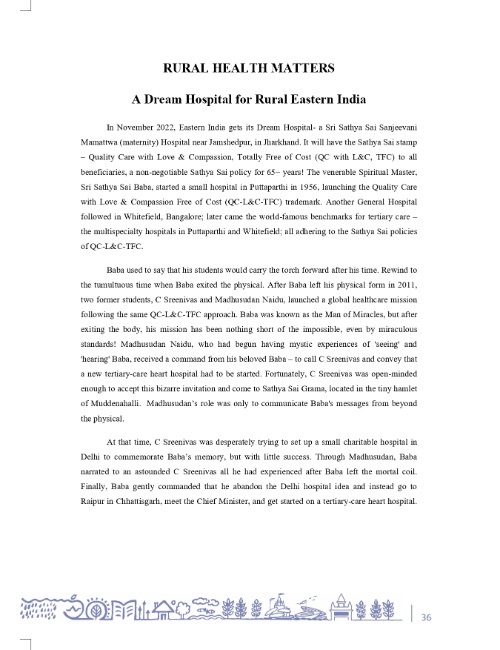 RURAL HEALTH MATTERS
A Dream Hospital for Rural Eastern India
In November 2022, Eastern India gets its Dream Hospital- a Sri Sathya Sai Sanjeevani
Mamattwa (maternity) Hospital near Jamshedpur, in Jharkhand. It will have the Sathya Sai stamp
– Quality Care with Love & Compassion, Totally Free of Cost (QC with L&C, TFC) to all
beneficiaries, a non-negotiable Sathya Sai policy for 65+ years! The venerable Spiritual Master,
Sri Sathya Sai Baba, started a small hospital in Puttaparthi in 1956, launching the Quality Care
with Love & Compassion Free of Cost (QC-L&C-TFC) trademark. Another General Hospital
followed in Whitefield, Bangalore; later came the world-famous benchmarks for tertiary care –
the multispecialty hospitals in Puttaparthi and Whitefield; all adhering to the Sathya Sai policies
of QC-L&C-TFC.
Baba used to say that his students would carry the torch forward after his time. Rewind to
the tumultuous time when Baba exited the physical. After Baba left his physical form in 2011,
two former students, C Sreenivas and Madhusudan Naidu, launched a global healthcare mission
following the same QC-L&C-TFC approach. Baba was known as the Man of Miracles, but after
exiting the body, his mission has been nothing short of the impossible, even by miraculous
standards! Madhusudan Naidu, who had begun having mystic experiences of 'seeing' and
'hearing' Baba, received a command from his beloved Baba – to call C Sreenivas and convey that
a new tertiary-care heart hospital had to be started. Fortunately, C Sreenivas was open-minded
enough to accept this bizarre invitation and come to Sathya Sai Grama, located in the tiny hamlet
of Muddenahalli. Madhusudan’s role was only to communicate Baba's messages from beyond
the physical.
At that time, C Sreenivas was desperately trying to set up a small charitable hospital in
Delhi to commemorate Baba’s memory, but with little success. Through Madhusudan, Baba
narrated to an astounded C Sreenivas all he had experienced after Baba left the mortal coil.
Finally, Baba gently commanded that he abandon the Delhi hospital idea and instead go to
Raipur in Chhattisgarh, meet the Chief Minister, and get started on a tertiary-care heart hospital.
36